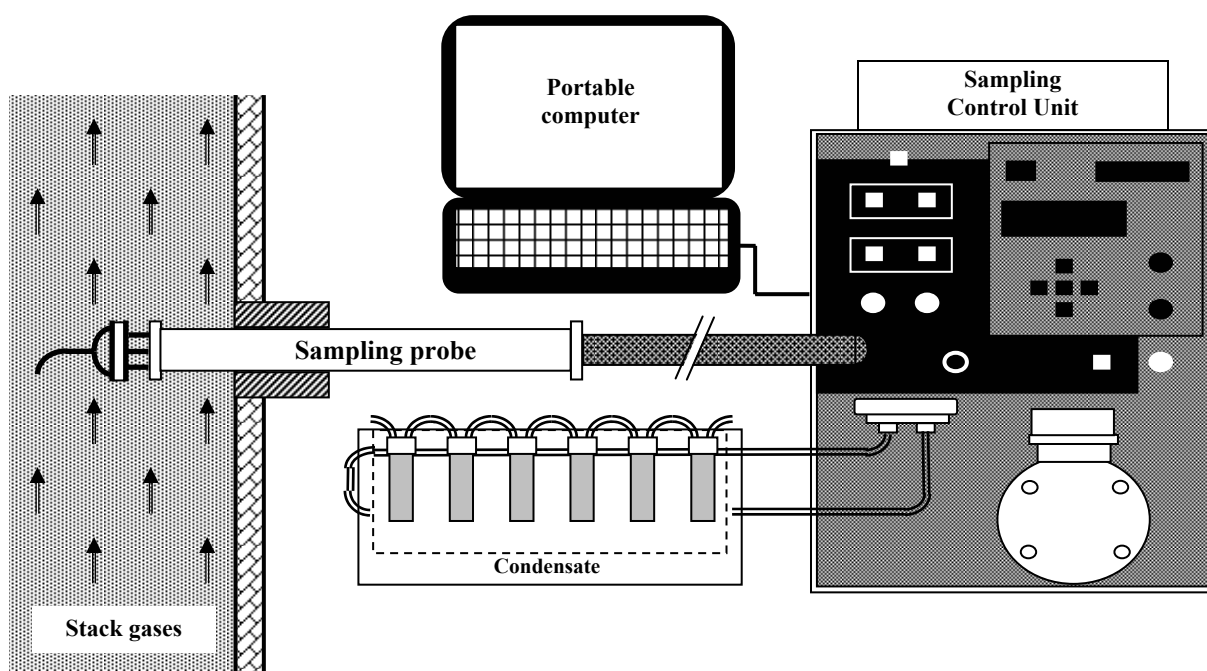 Portable
computer
Sampling
Control Unit
Sampling probe
Condensate
Stack gases